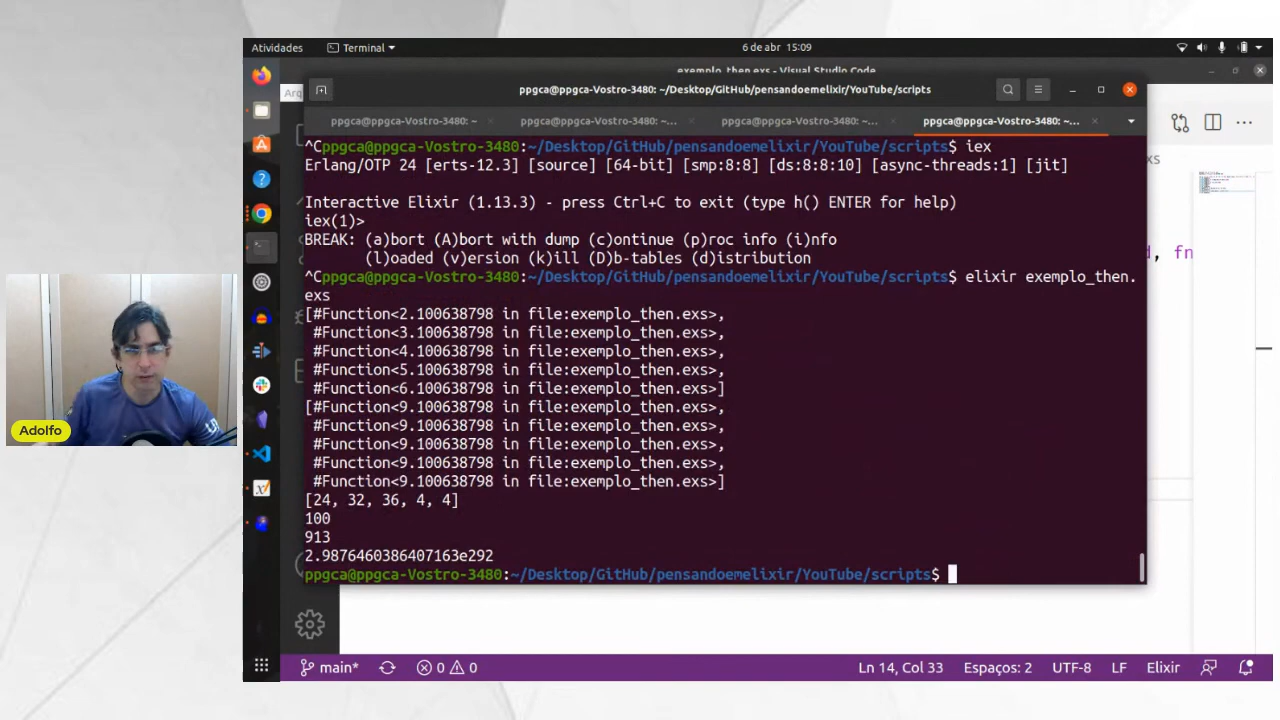 Atividades
Terminal
6 de abr 15:09
exemplo_then.exs - Visual Studio Code
Arq
ppgca@ppgca-Vostro-3480: ~/Desktop/GitHub/pensandoemelixir/YouTube/scripts
ppgca@ppgca-Vostro-3480: ~
ppgca@ppgca-Vostro-3480: ~...
ppgca@ppgca-Vostro-3480: ~...
ppgca@ppgca-Vostro-3480: ~...
xs
^Cppgca@ppgca-Vostro-3480:~/Desktop/GitHub/pensandoemelixir/YouTube/scripts$ iex
Erlang/OTP 24 [erts-12.3] [source] [64-bit] [smp:8:8] [ds:8:8:10] [async-threads:1] [jit]
Interactive Elixir (1.13.3) - press Ctrl+C to exit (type h() ENTER for help)
iex(1)>
BREAK: (a)bort (A)bort with dump (c)ontinue (p)roc info (i)nfo
(l)oaded (v)ersion (k)ill (D)b-tables (d)istribution
, fn
^Cppgca@ppgca-Vostro-3480:~/Desktop/GitHub/pensandoemelixir/YouTube/scripts$ elixir exemplo_then.
exs
[#Function<2.100638798 in file:exemplo_then.exs>,
#Function<3.100638798 in file:exemplo_then.exs>,
#Function<4.100638798 in file:exemplo_then.exs>,
#Function<5.100638798 in file:exemplo_then.exs>,
#Function<6.100638798 in file:exemplo_then.exs>]
[#Function<9.100638798 in file:exemplo_then.exs>,
#Function<9.100638798 in file:exemplo_then.exs>,
#Function<9.100638798 in file:exemplo_then.exs>,
#Function<9.100638798 in file:exemplo_then.exs>,
#Function<9.100638798 in file:exemplo_then.exs>]
[24, 32, 36, 4, 4]
100
913
2.9876460386407163e292
ppgca@ppgca-Vostro-3480:~/Desktop/GitHub/pensandoemelixir/YouTube/scripts$
Adolfo
main* 0 0
Ln 14, Col 33 Espaços: 2 UTF-8 LF Elixir